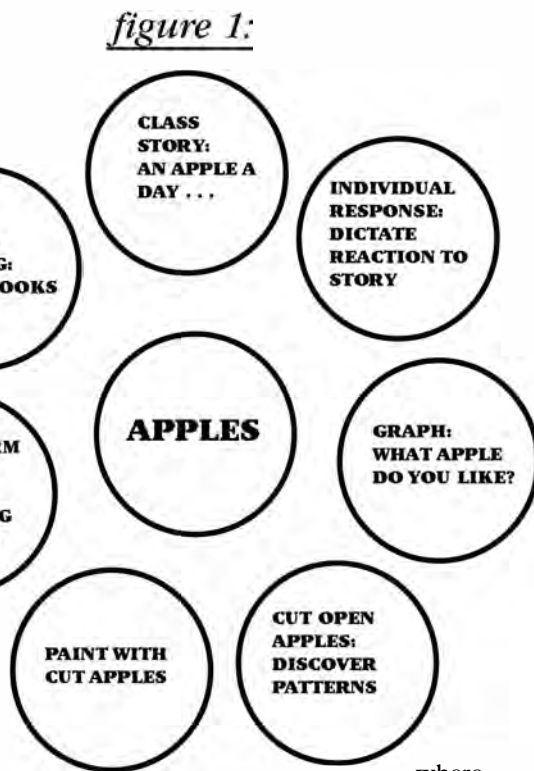 figure 1:
CLASS
STORY:
AN APPLE A
DAY . . .
INDIVIDUAL
RESPONSE:
DICTATE
REACTION TO
STORY
APPLES
GRAPH:
WHAT APPLE
DO YOU LIKE?
CUT OPEN
APPLES:
DISCOVER
PATTERNS
PAINT WITH
CUT APPLES